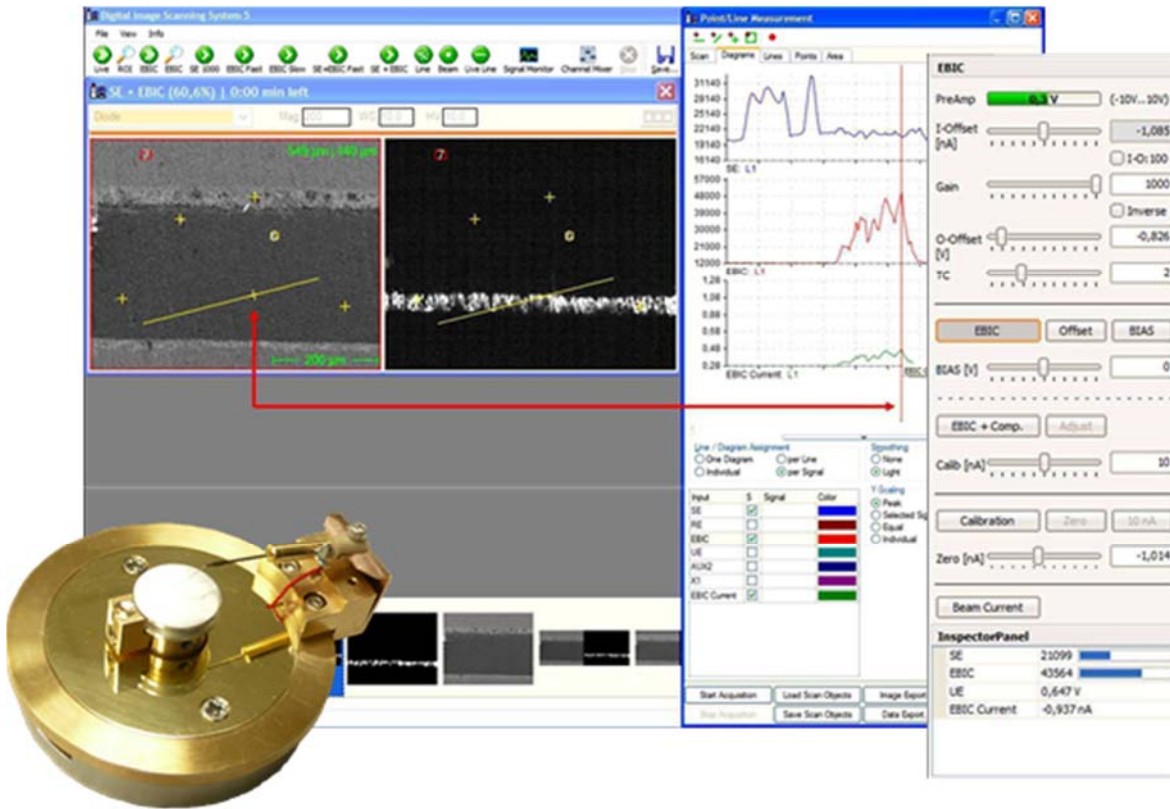 Digital Image Scanning System 5
File View Info
Live ROI EBIC EBIC SE 1000 EBIC Fast EBIC Slow SE+EBIC Fast SE + EBIC Line Beam Live Line Signal Monitor Channel Mixer Stop Save...
SE + EBIC (60,6%) | 0:00 min left
Diode Mag 200 WD 10.0 HV 10.0
200 µm
Point/Line Measurement
Scan Diagrams Lines Points Area
31140
28140
25140
22140
19140
16140
SE: L1
57000
48000
39000
30000
21000
12000
EBIC: L1
1.28
1.08
0.88
0.68
0.48
0.28
EBIC Current: L1
Line / Diagram Assignment
One Diagram per Line
Individual per Signal
Smoothing
None
Light
Y Scaling
Peak
Selected Sig
Equal
Individual
Input S Signal Color
SE
RE
EBIC
UE
AUX2
X1
EBIC Current
Start Acquisition Load Scan Objects Image Export
Stop Acquisition Save Scan Objects Data Export
EBIC
PreAmp 0,3 V (-10V...10V)
I-Offset [nA] -1,085
I-O:100
Gain 1000
Inverse
O-Offset [V] -0,826
TC 2
EBIC Offset BIAS
BIAS [V] 0
EBIC + Comp. Adjust
Calib [nA] 10
Calibration Zero 10 nA
Zero [nA] -1,014
Beam Current
InspectorPanel
SE 21099
EBIC 43564
UE 0,647 V
EBIC Current -0,937 nA